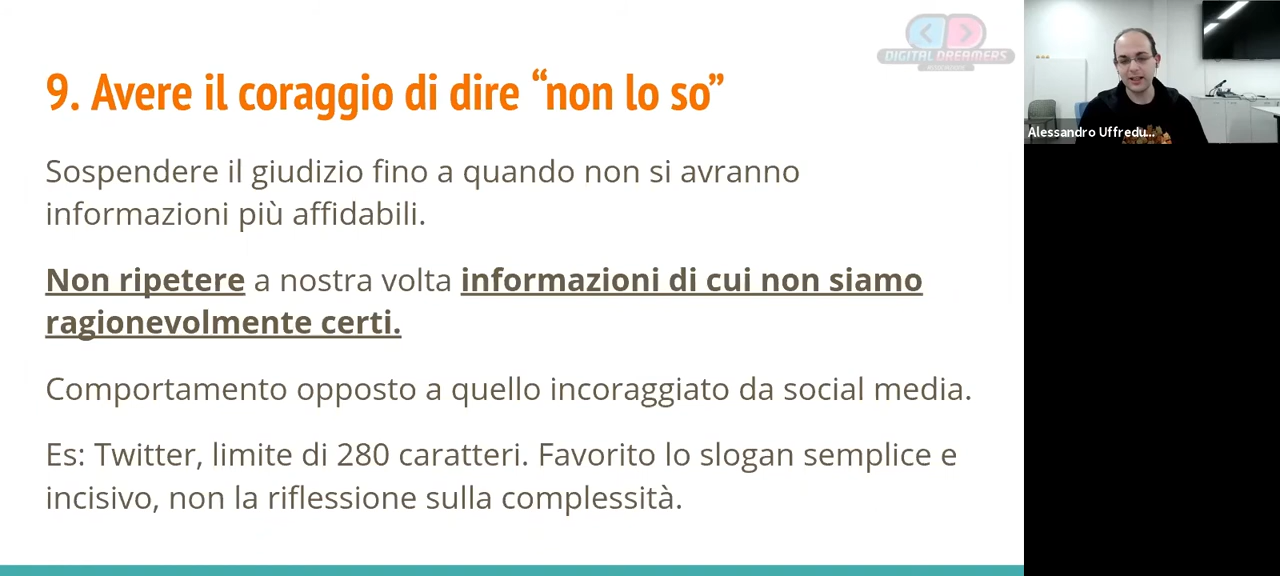 DIGITAL DREAMERS
9. Avere il coraggio di dire “non lo so”
Sospendere il giudizio fino a quando non si avranno
informazioni più affidabili.
Non ripetere a nostra volta informazioni di cui non siamo
ragionevolmente certi.
Comportamento opposto a quello incoraggiato da social media.
Es: Twitter, limite di 280 caratteri. Favorito lo slogan semplice e
incisivo, non la riflessione sulla complessità.
Alessandro Uffredu...